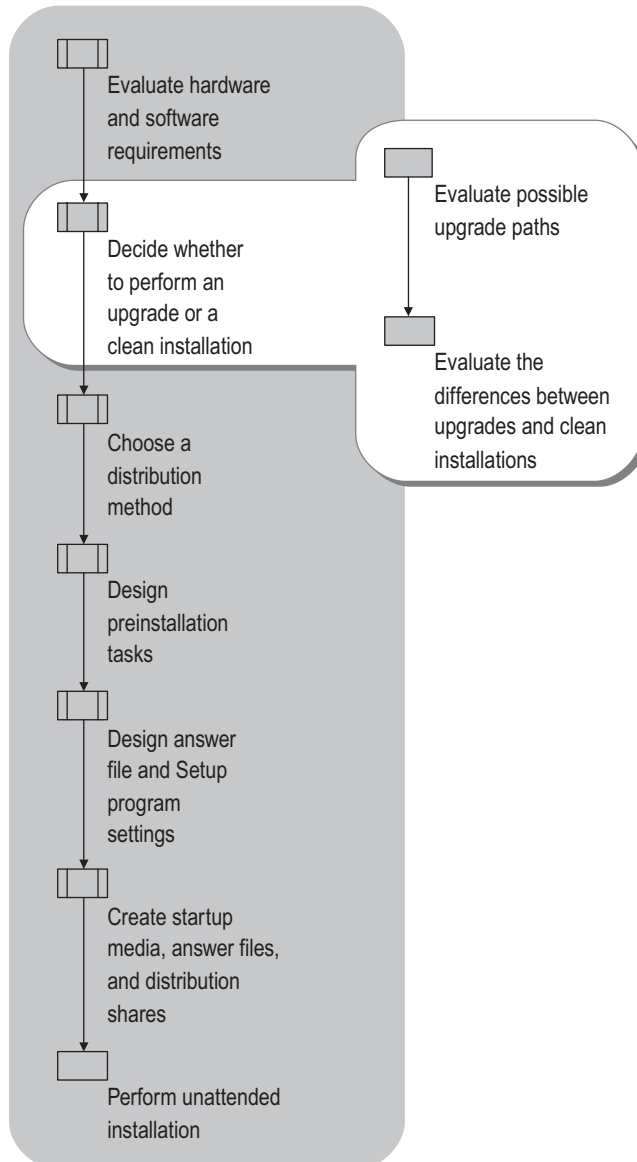 Evaluate hardware
and software
requirements
Decide whether
to perform an
upgrade or a
clean installation
Evaluate possible
upgrade paths
Evaluate the
differences between
upgrades and clean
installations
Choose a
distribution
method
Design
preinstallation
tasks
Design answer
file and Setup
program
settings
Create startup
media, answer files,
and distribution
shares
Perform unattended
installation